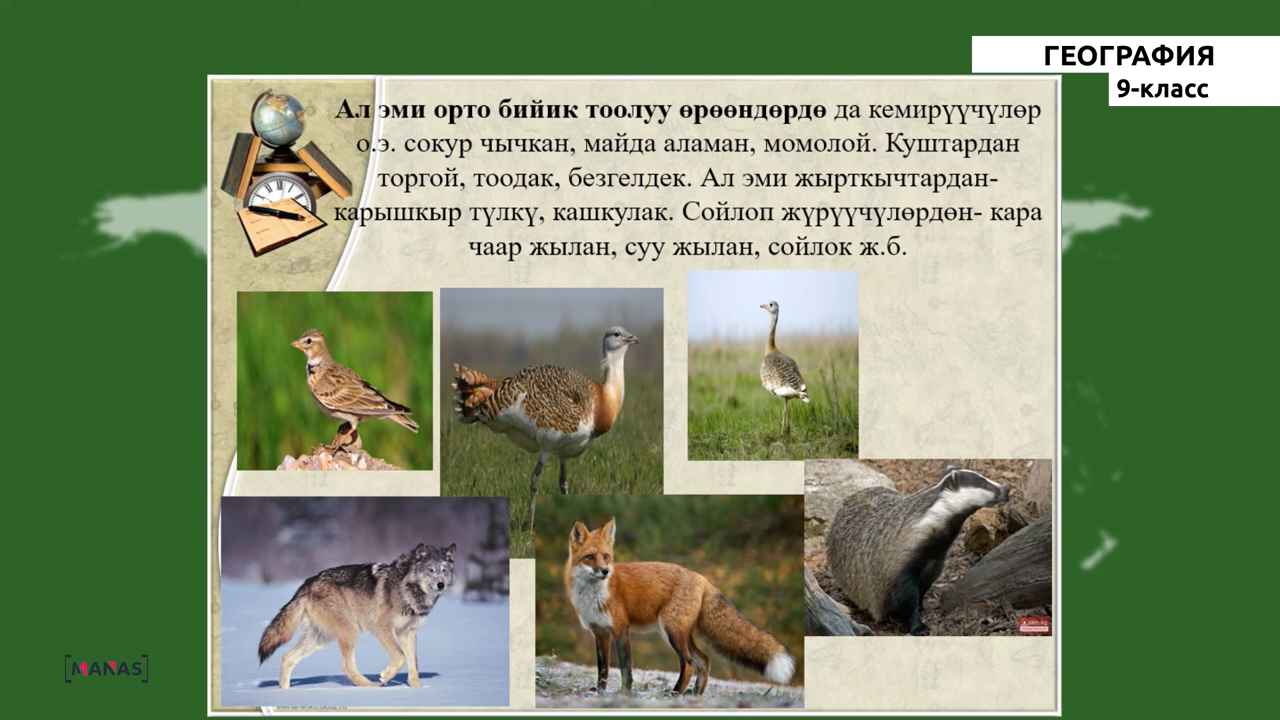 ГЕОГРАФИЯ
9-класс
Ал эми орто бийик тоолуу өрөөндөрдө да кемирүүчүлөр
о.э. сокур чычкан, майда аламан, момолой. Куштардан
торгой, тоодак, безгелдек. Ал эми жырткычтардан-
карышкыр түлкү, кашкулак. Сойлоп жүрүүчүлөрдөн- кара
чаар жылан, суу жылан, сойлок ж.б.
[MANAS]